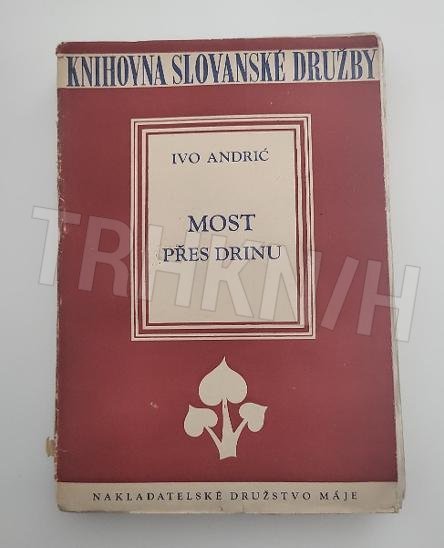 KNIHOVNA SLOVANSKÉ DRUŽBY
IVO ANDRIĆ
MOST
PŘES DRINU
TRHKNIH
NAKLADATELSKÉ DRUŽSTVO MÁJE